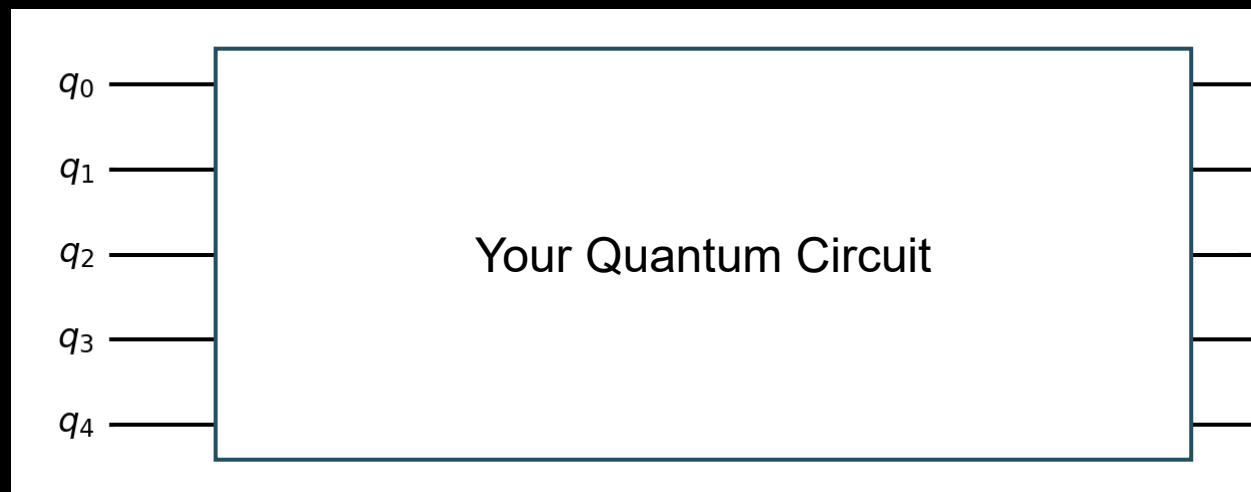 q₀
q₁
Your Quantum Circuit
q₂
q₃
q₄